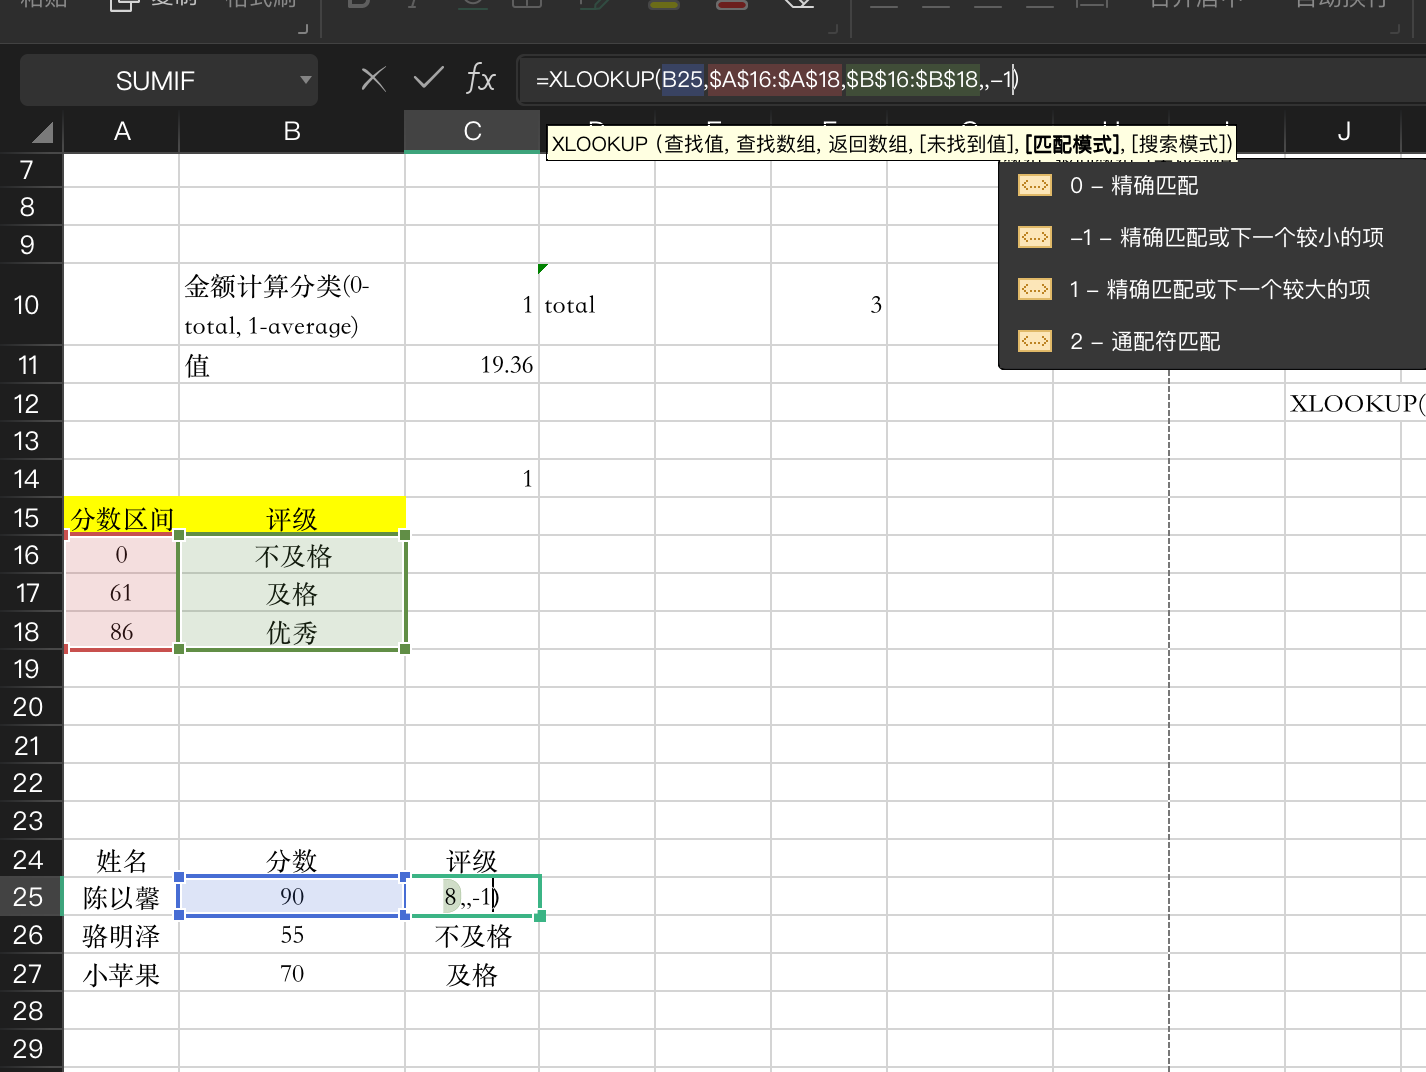 SUMIF
fx
=XLOOKUP(B25,$A$16:$A$18,$B$16:$B$18,,-1)
XLOOKUP (查找值, 查找数组, 返回数组, [未找到值], [匹配模式], [搜索模式])
A B C J
0 - 精确匹配
-1 - 精确匹配或下一个较小的项
1 - 精确匹配或下一个较大的项
2 - 通配符匹配
7
8
9
10 金额计算分类(0-
total, 1-average) 1 total 3
11 值 19.36
12 XLOOKUP(
13
14 1
15 分数区间 评级
16 0 不及格
17 61 及格
18 86 优秀
19
20
21
22
23
24 姓名 分数 评级
25 陈以馨 90 8,,-1)
26 骆明泽 55 不及格
27 小苹果 70 及格
28
29